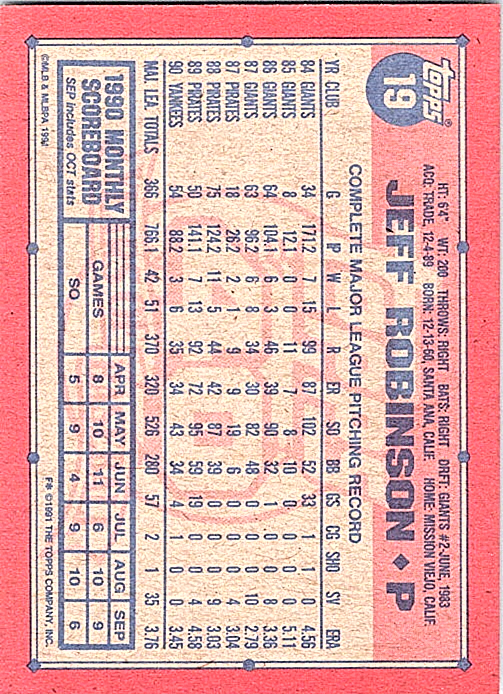 TOPPS®
19
HT: 6'4" WT: 200 THROWS: RIGHT BATS: RIGHT DRFT: GIANTS #2-JUNE, 1983
ACQ: TRADE, 12-4-89 BORN: 12-13-60, SANTA ANA, CALIF. HOME: MISSION VIEJO, CALIF.
JEFF ROBINSON ♦ P
COMPLETE MAJOR LEAGUE PITCHING RECORD
YR CLUB G IP W L R ER SO BB GS CG SHO SV ERA
84 GIANTS 34 171.2 7 15 99 87 102 52 33 1 1 0 4.56
85 GIANTS 8 12.1 0 0 11 7 8 10 0 0 0 0 5.11
86 GIANTS 64 104.1 6 3 46 39 90 32 1 0 0 8 3.36
87 GIANTS 63 96.2 6 8 34 30 82 48 0 0 0 10 2.79
87 PIRATES 18 26.2 2 1 9 9 19 6 0 0 0 4 3.04
88 PIRATES 75 124.2 11 5 44 42 87 39 0 0 0 9 3.03
89 PIRATES 50 141.1 7 13 92 72 95 59 19 0 0 4 4.58
90 YANKEES 54 88.2 3 6 35 34 43 34 4 1 0 0 3.45
MAJ LEA. TOTALS 366 766.1 42 51 370 320 526 280 57 2 1 35 3.76
1990 MONTHLY
SCOREBOARD
SEP includes OCT stats
APR MAY JUN JUL AUG SEP
GAMES 8 10 11 6 10 9
SO 5 9 4 9 10 6
©MLB & MLBPA 1991
F* ©1991 THE TOPPS COMPANY, INC.